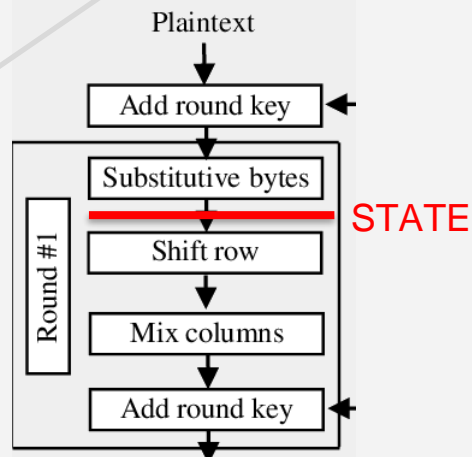 Plaintext
Add round key
Substitutive bytes
STATE
Shift row
Round #1
Mix columns
Add round key